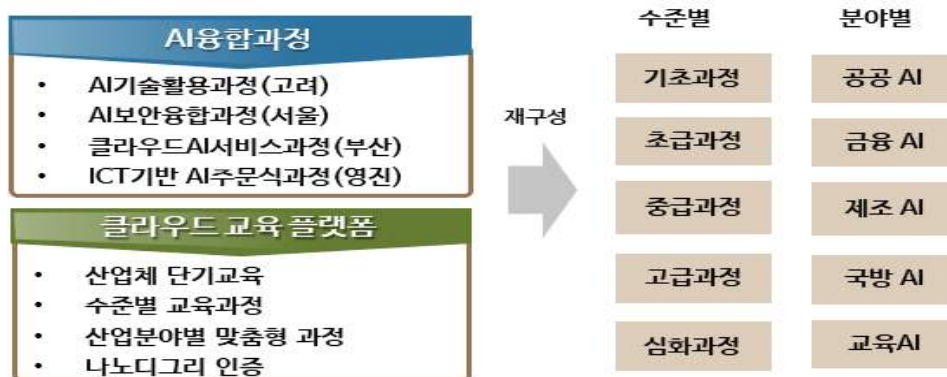 AI융합과정
• AI기술활용과정(고려)
• AI보안융합과정(서울)
• 클라우드AI서비스과정(부산)
• ICT기반 AI주문식과정(영진)
클라우드 교육 플랫폼
• 산업체 단기교육
• 수준별 교육과정
• 산업분야별 맞춤형 과정
• 나노디그리 인증
재구성
수준별
기초과정
초급과정
중급과정
고급과정
심화과정
분야별
공공 AI
금융 AI
제조 AI
국방 AI
교육AI